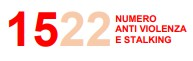 1522 NUMERO
ANTI VIOLENZA
E STALKING